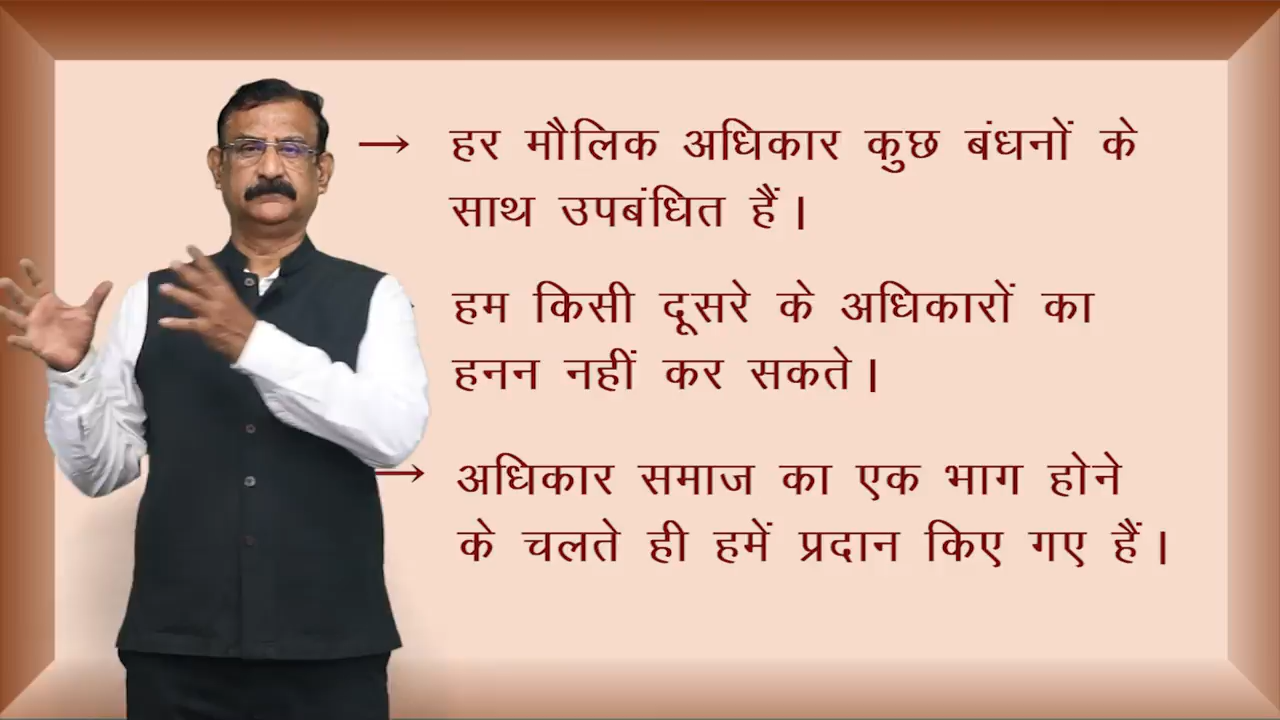 → हर मौलिक अधिकार कुछ बंधनों के
साथ उपबंधित हैं।
हम किसी दूसरे के अधिकारों का
हनन नहीं कर सकते।
→ अधिकार समाज का एक भाग होने
के चलते ही हमें प्रदान किए गए हैं।